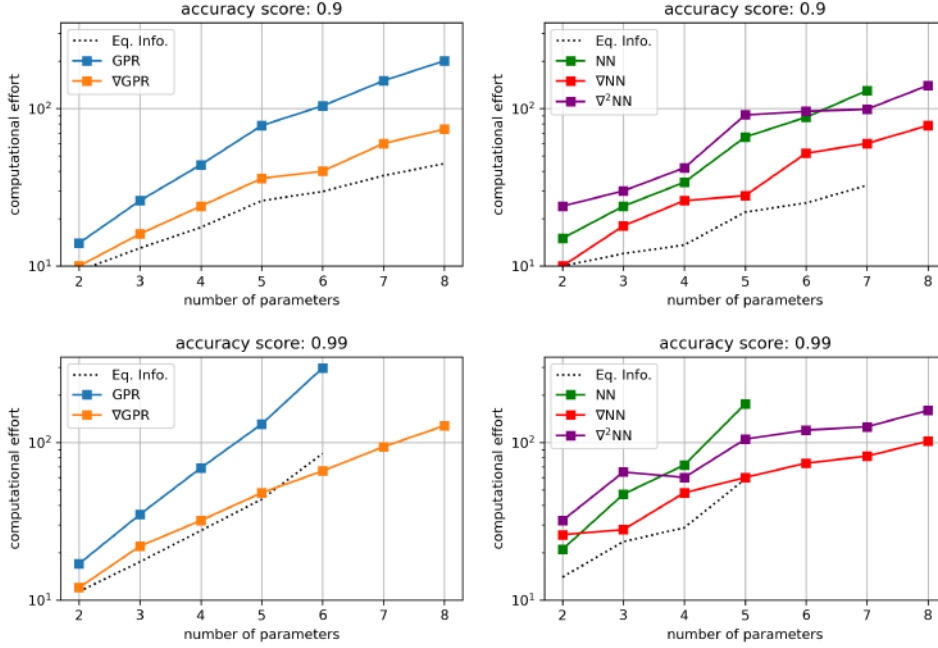 accuracy score: 0.9
Eq. Info.
GPR
∇GPR
computational effort
10²
10¹
2 3 4 5 6 7 8
number of parameters
accuracy score: 0.9
Eq. Info.
NN
∇NN
∇²NN
computational effort
10²
10¹
2 3 4 5 6 7 8
number of parameters
accuracy score: 0.99
Eq. Info.
GPR
∇GPR
computational effort
10²
10¹
2 3 4 5 6 7 8
number of parameters
accuracy score: 0.99
Eq. Info.
NN
∇NN
∇²NN
computational effort
10²
10¹
2 3 4 5 6 7 8
number of parameters